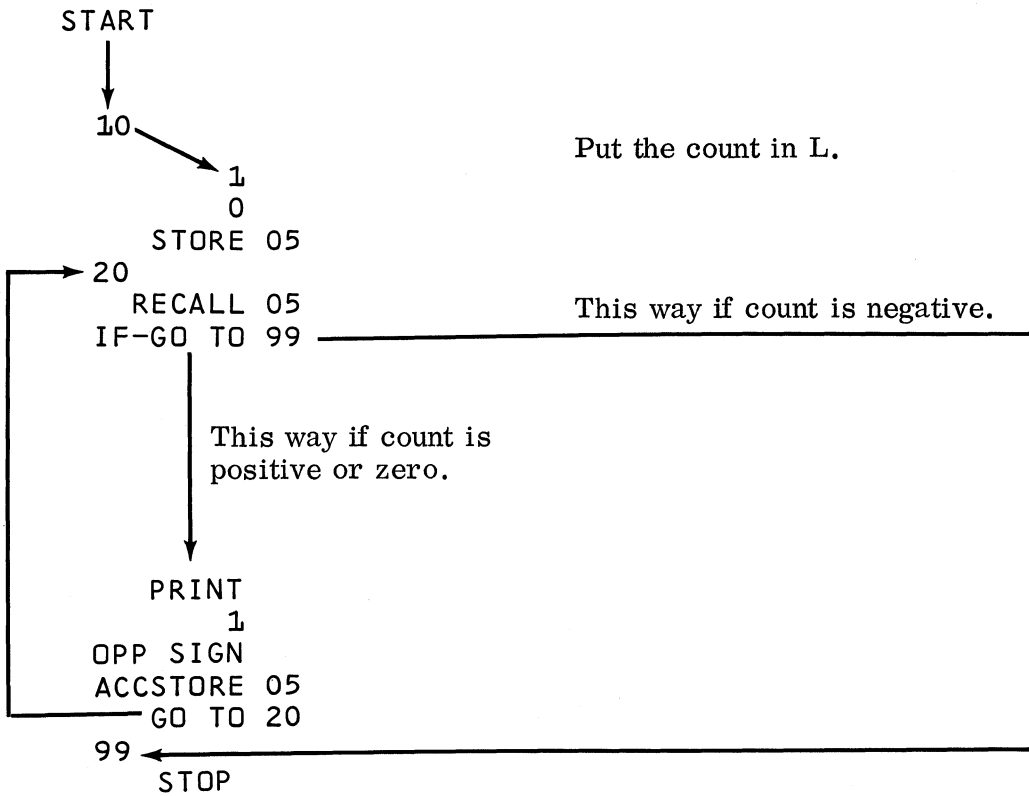 START
10
Put the count in L.
1
0
STORE 05
20
RECALL 05
This way if count is negative.
IF-GO TO 99
This way if count is
positive or zero.
PRINT
1
OPP SIGN
ACCSTORE 05
GO TO 20
99
STOP